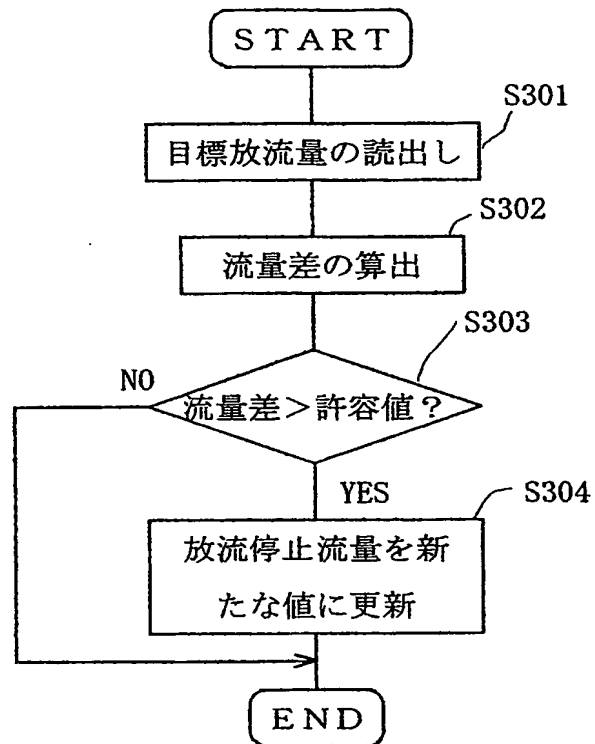 START
S301
目標放流量の読出し
S302
流量差の算出
S303
NO
流量差>許容値?
YES
S304
放流停止流量を新
たな値に更新
END